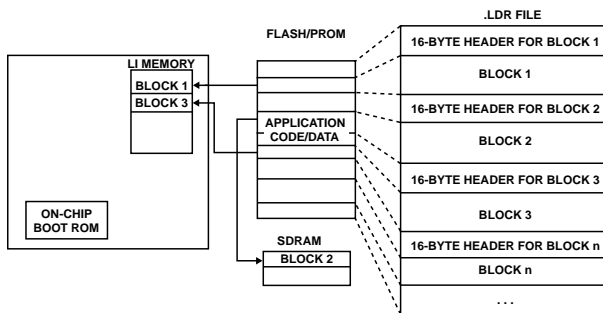 .LDR FILE
FLASH/PROM
16-BYTE HEADER FOR BLOCK 1
LI MEMORY
BLOCK 1
BLOCK 1
BLOCK 3
16-BYTE HEADER FOR BLOCK 2
APPLICATION
CODE/DATA
BLOCK 2
16-BYTE HEADER FOR BLOCK 3
ON-CHIP
BOOT ROM
BLOCK 3
SDRAM
16-BYTE HEADER FOR BLOCK n
BLOCK 2
BLOCK n
. . .